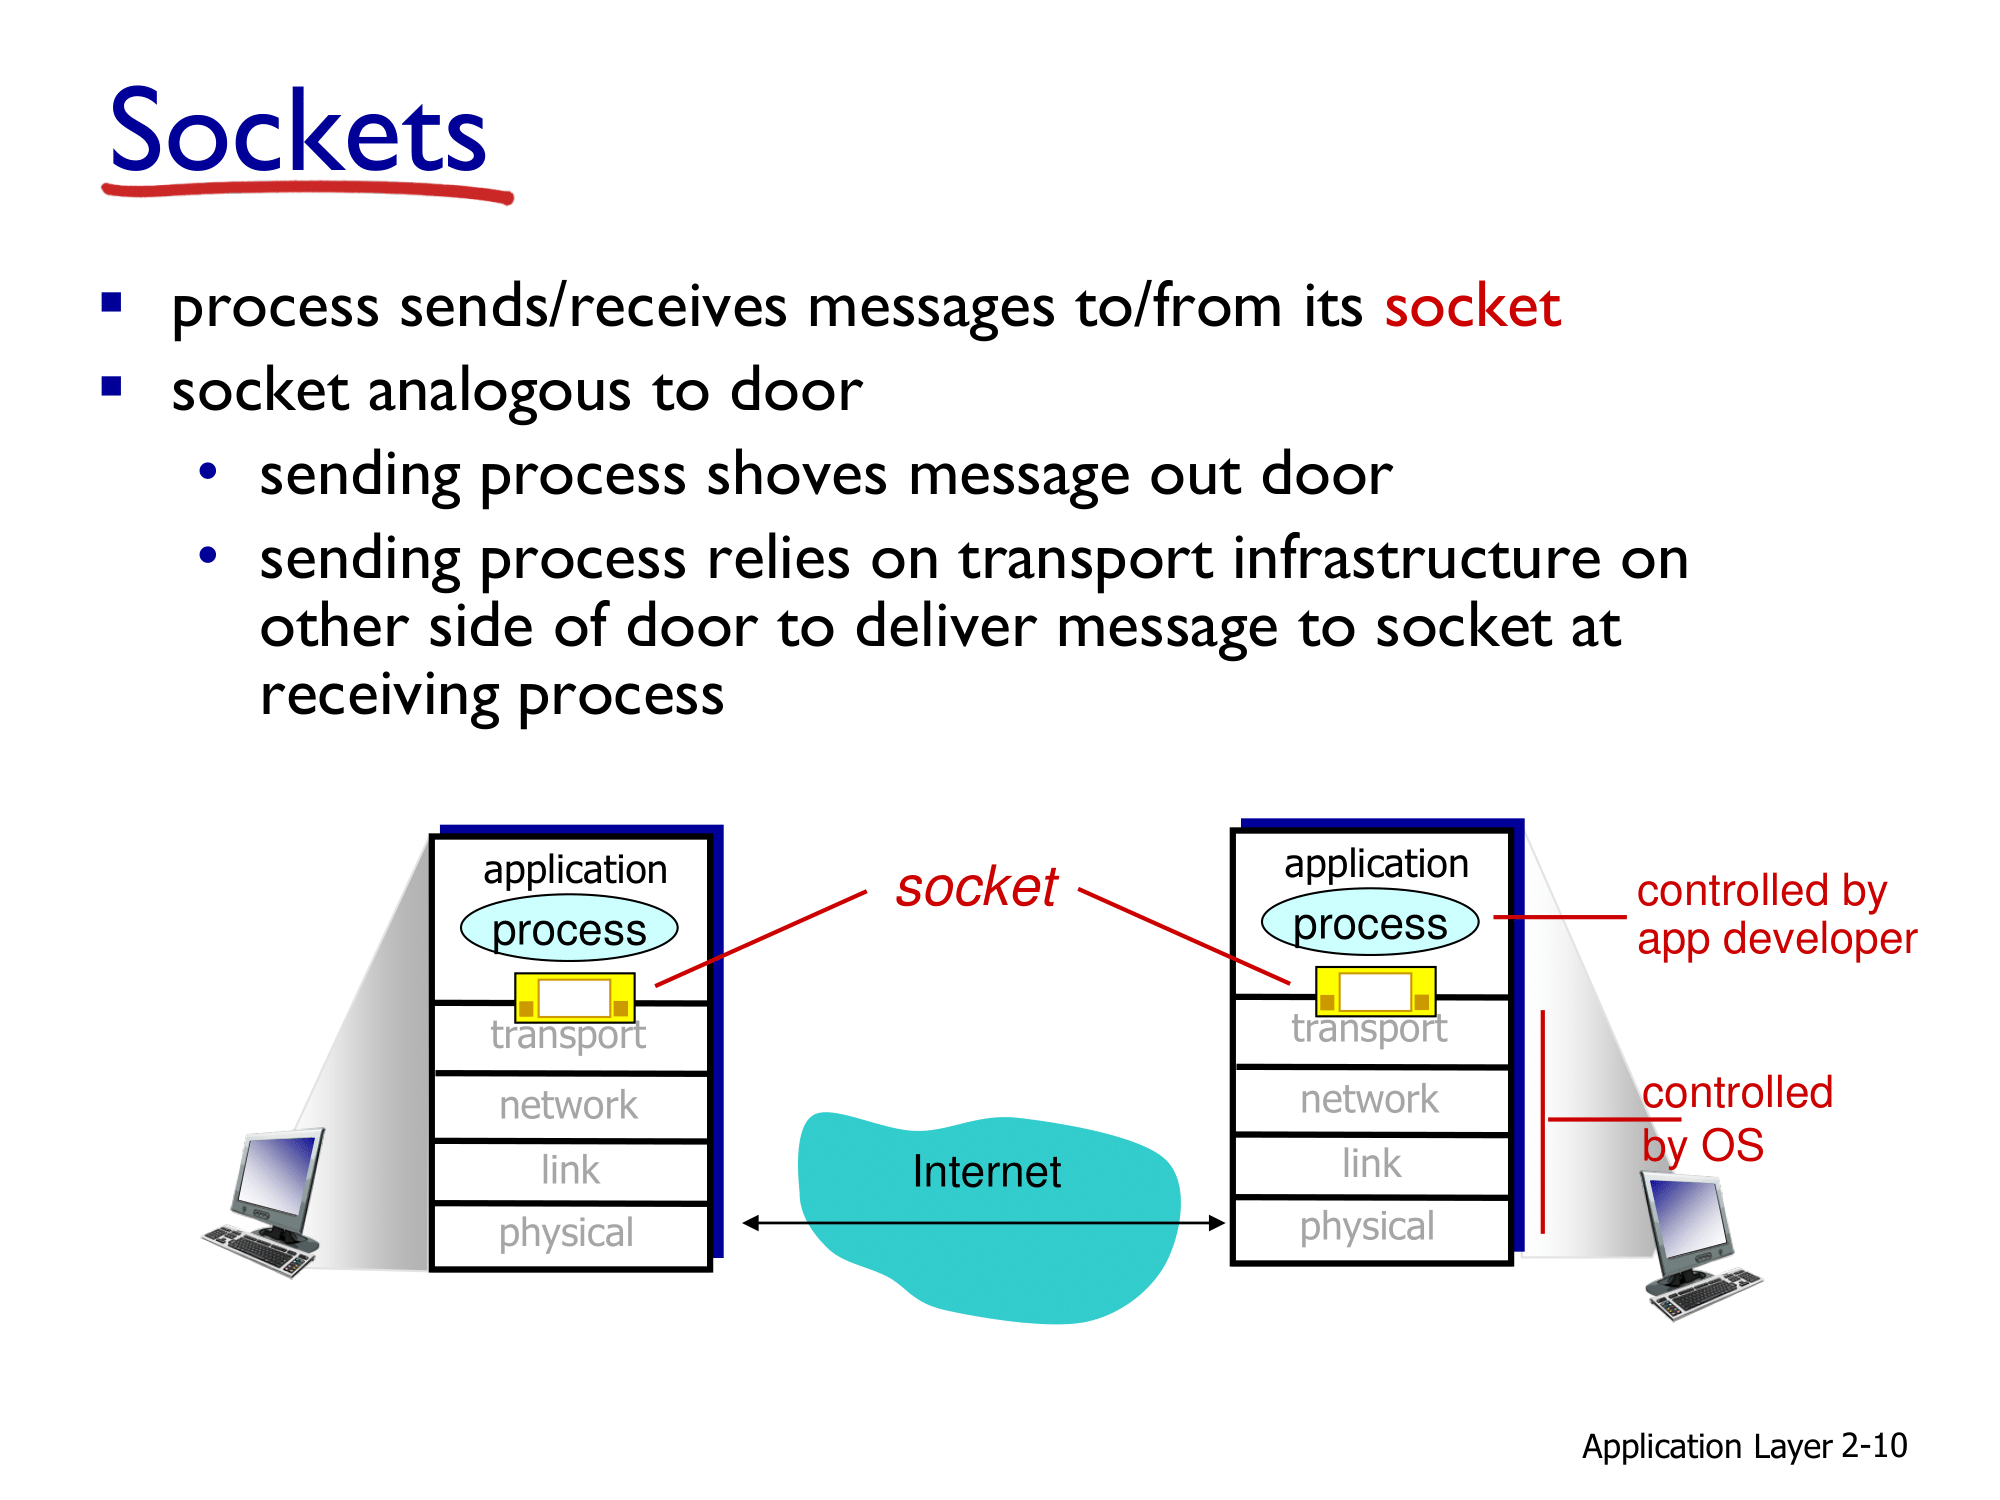 Sockets
process sends/receives messages to/from its socket
socket analogous to door
sending process shoves message out door
sending process relies on transport infrastructure on
other side of door to deliver message to socket at
receiving process
application
process
transport
network
link
physical
socket
Internet
application
process
transport
network
link
physical
controlled by
app developer
controlled
by OS
Application Layer 2-10